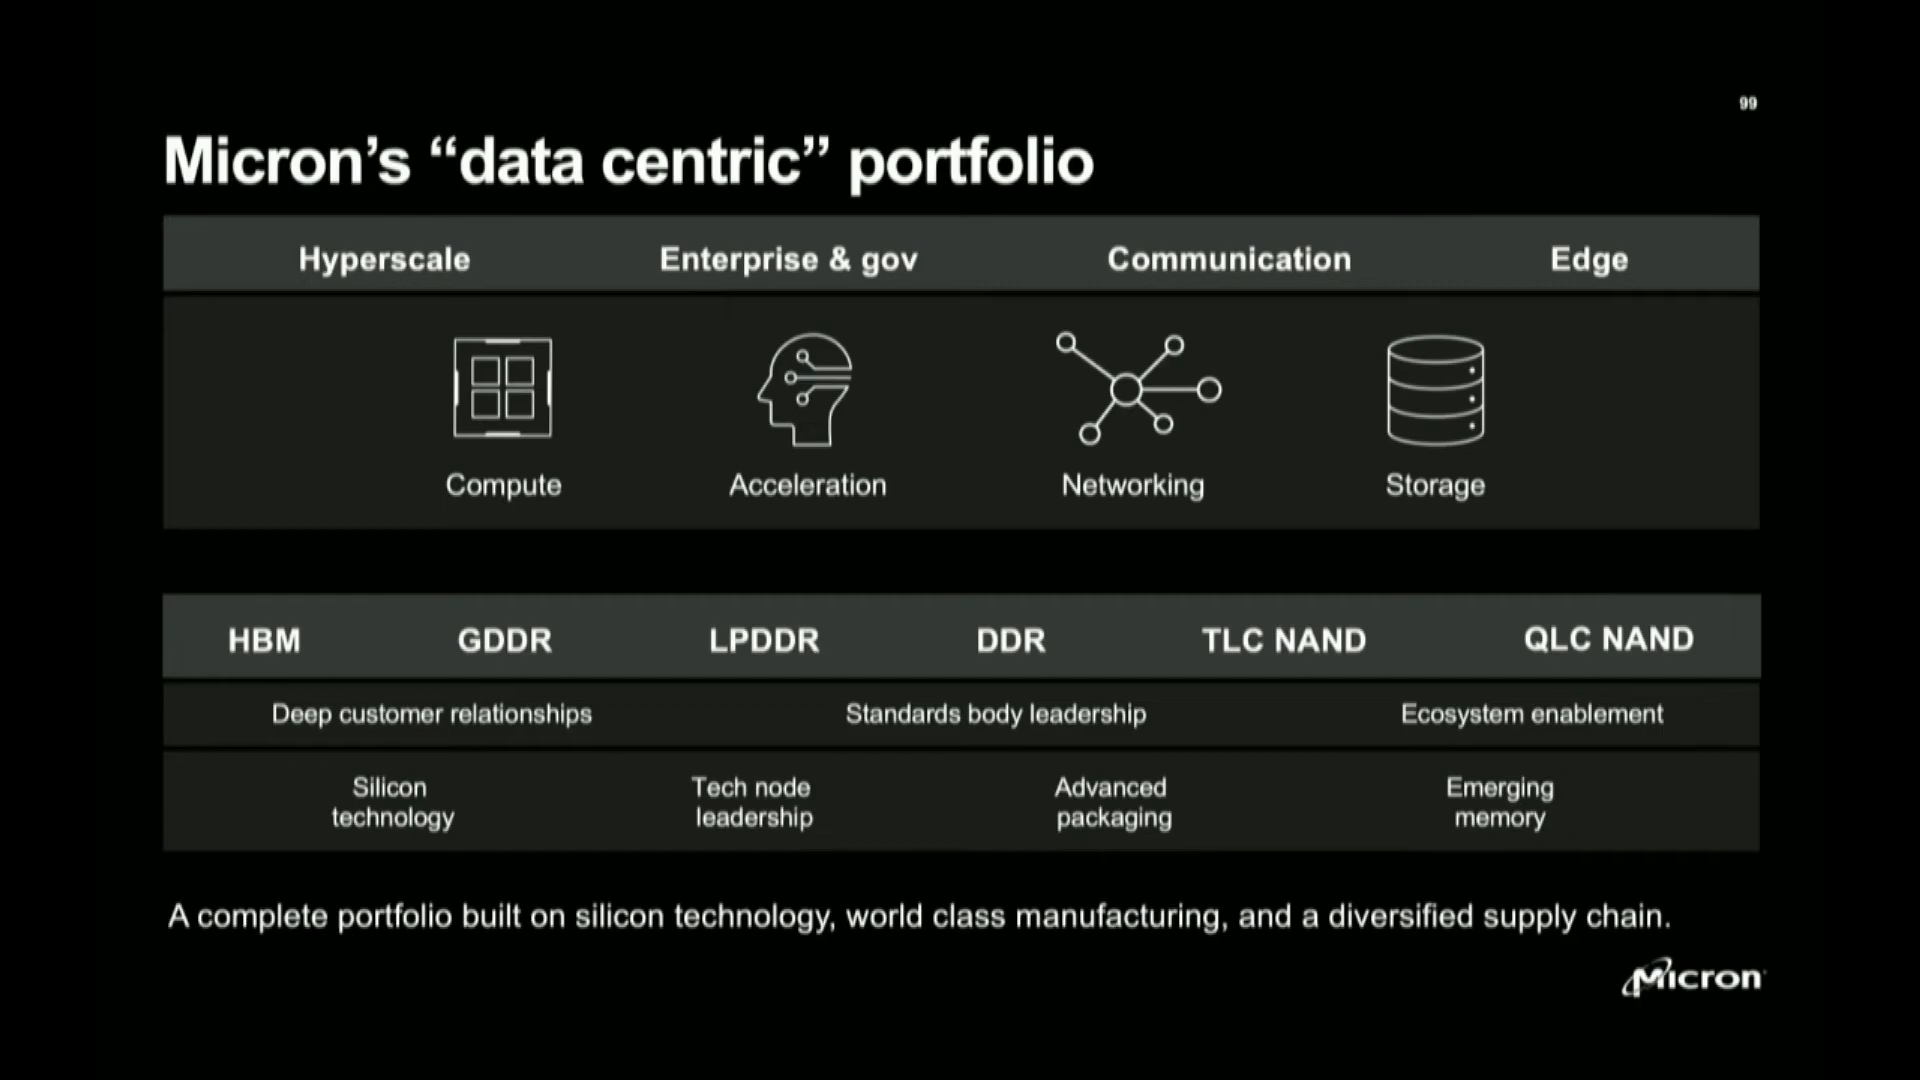 99
Micron’s “data centric” portfolio
Hyperscale Enterprise & gov Communication Edge
Compute Acceleration Networking Storage
HBM GDDR LPDDR DDR TLC NAND QLC NAND
Deep customer relationships Standards body leadership Ecosystem enablement
Silicon technology Tech node leadership Advanced packaging Emerging memory
A complete portfolio built on silicon technology, world class manufacturing, and a diversified supply chain.
Micron